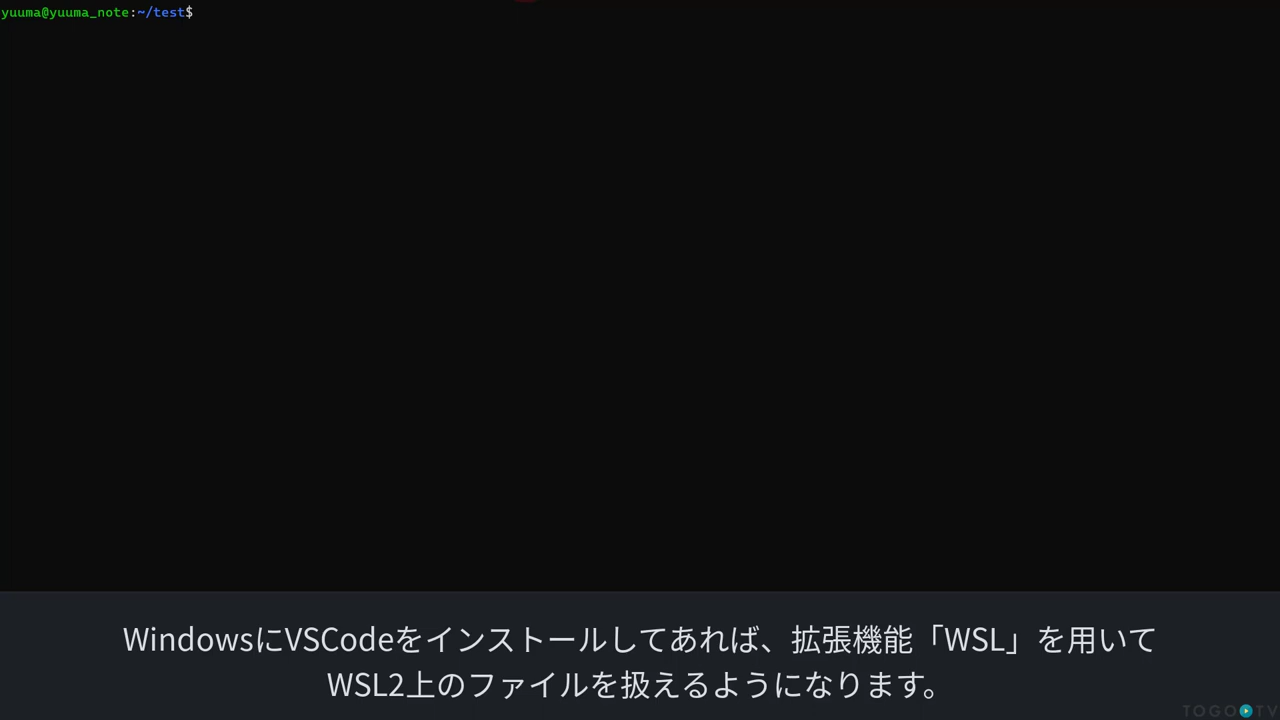 yuuma@yuuma_note:~/test$
WindowsにVSCodeをインストールしてあれば、拡張機能「WSL」を用いて
WSL2上のファイルを扱えるようになります。
TOGO TV